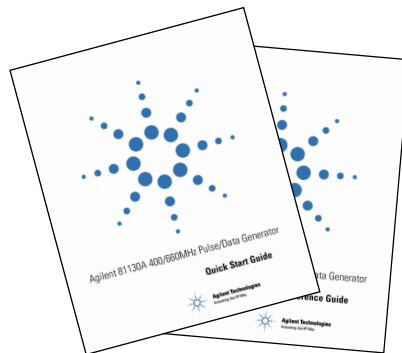 Agilent 81130A 400/660MHz Pulse/Data Generator
Quick Start Guide
Agilent Technologies
Innovating the HP Way
ta Generator
erence Guide
Agilent Technologies
Innovating the HP Way